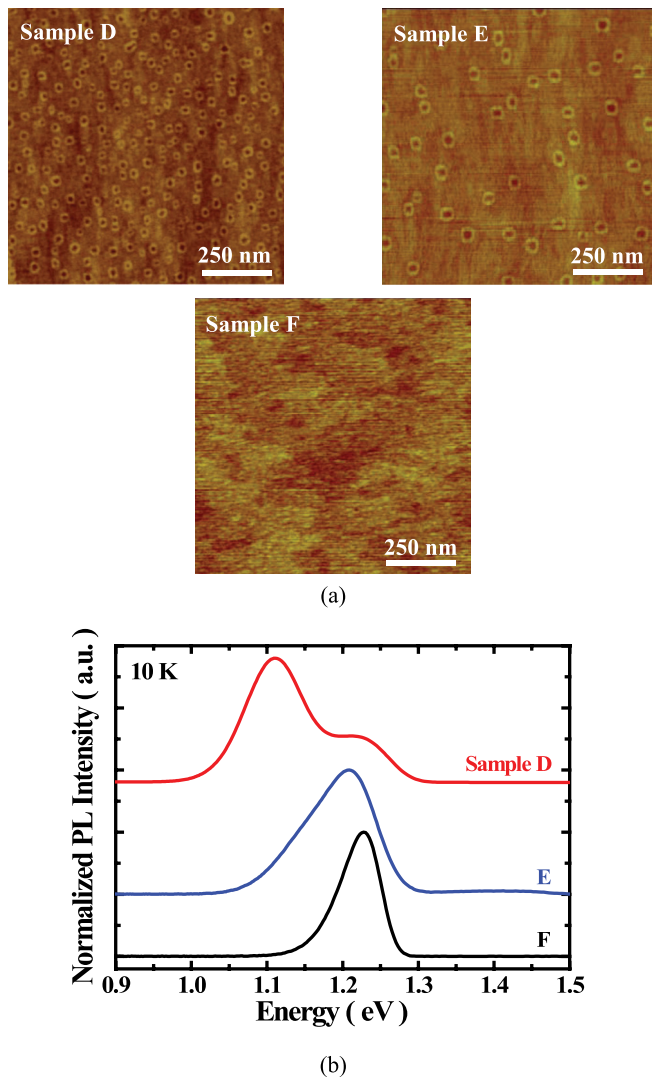 Sample D
250 nm
Sample E
250 nm
Sample F
250 nm
(a)
Normalized PL Intensity ( a.u. )
10 K
Sample D
E
F
0.9 1.0 1.1 1.2 1.3 1.4 1.5
Energy ( eV )
(b)